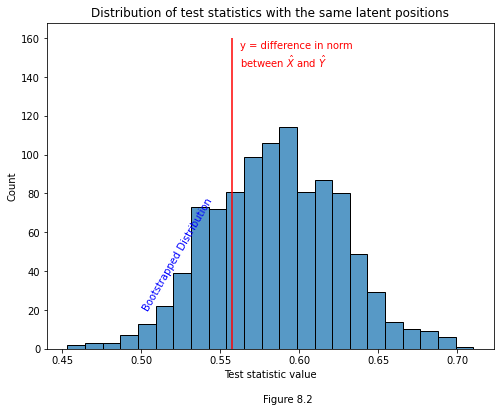 Distribution of test statistics with the same latent positions
160
140
120
100
80
60
40
20
0
Count
y = difference in norm
between X̂ and Ŷ
Bootstrapped Distribution
0.45 0.50 0.55 0.60 0.65 0.70
Test statistic value
Figure 8.2